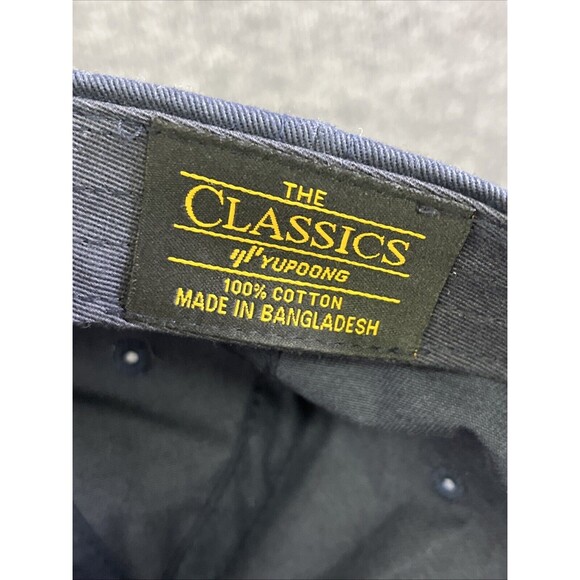 THE
CLASSICS
YUPOONG
100% COTTON
MADE IN BANGLADESH